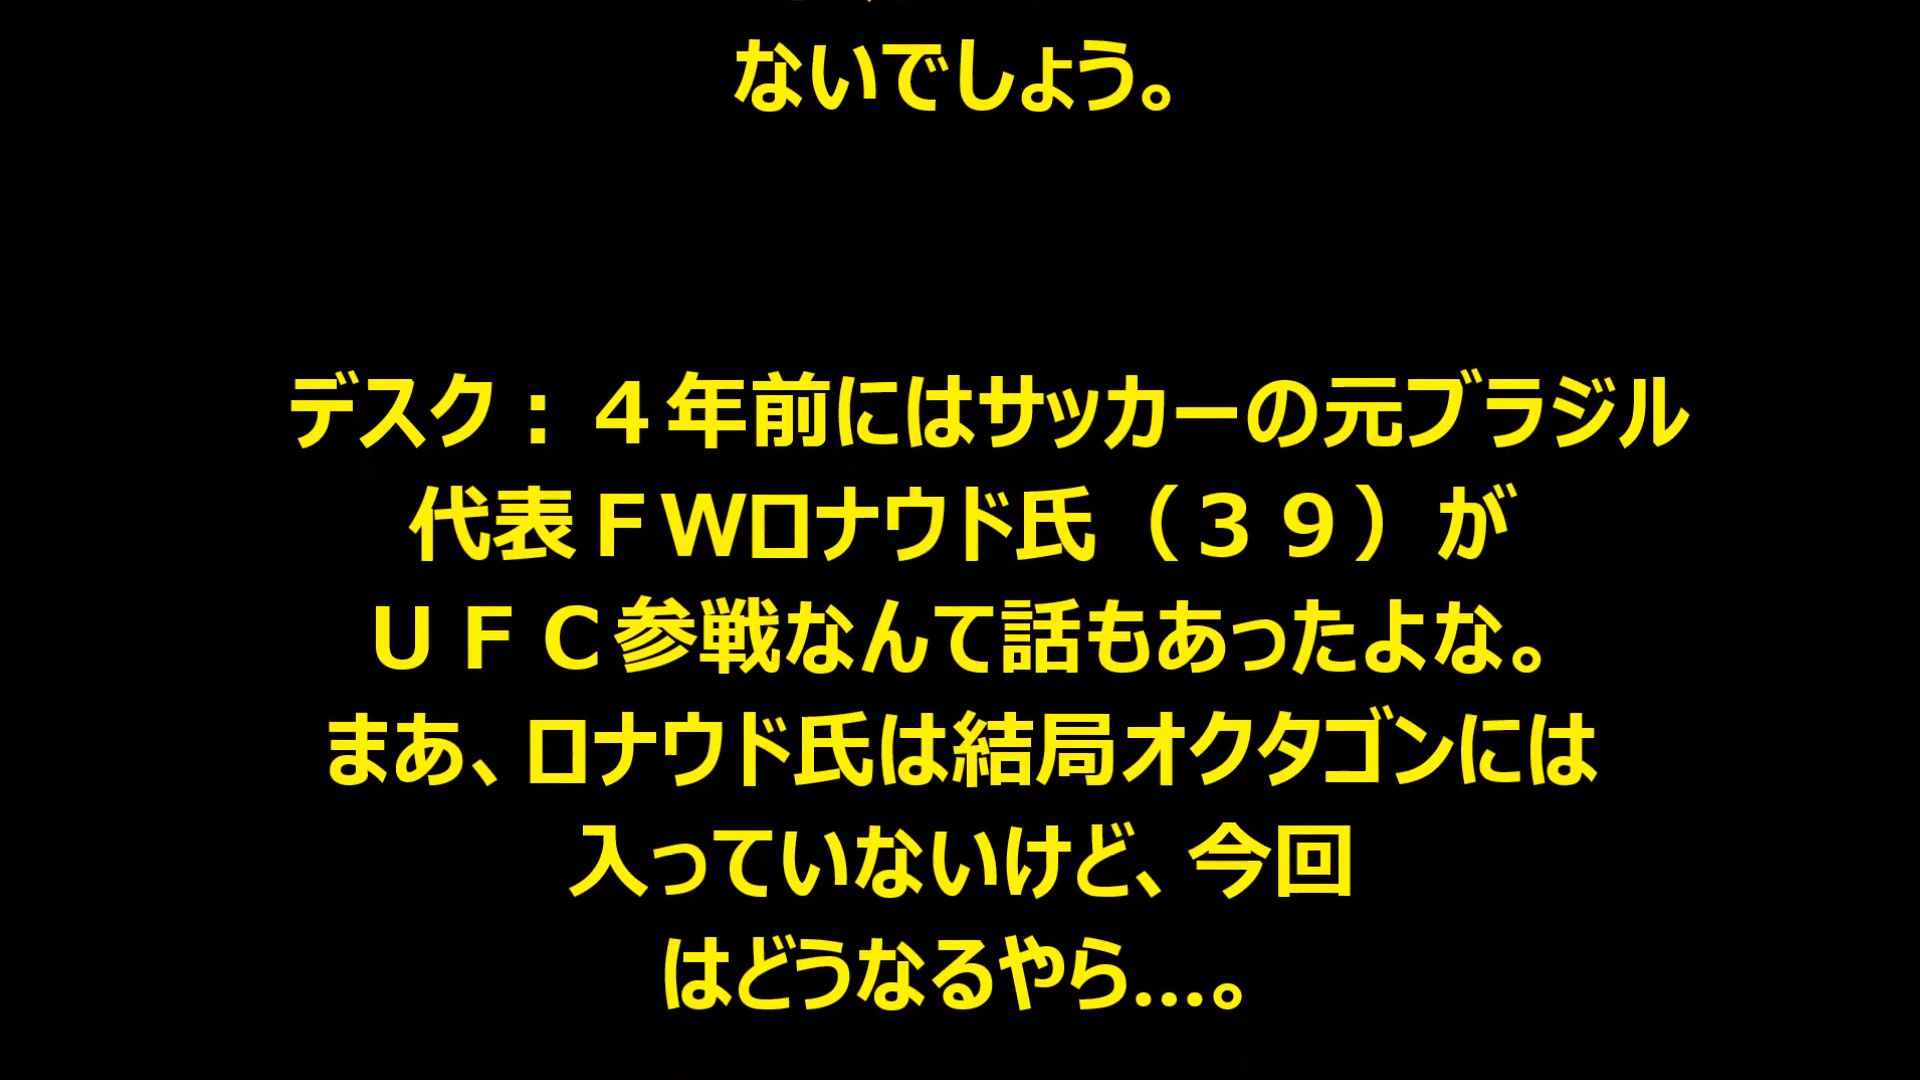 ないでしょう。
デスク：４年前にはサッカーの元ブラジル
代表ＦＷロナウド氏（３９）が
ＵＦＣ参戦なんて話もあったよな。
まあ、ロナウド氏は結局オクタゴンには
入っていないけど、今回
はどうなるやら…。